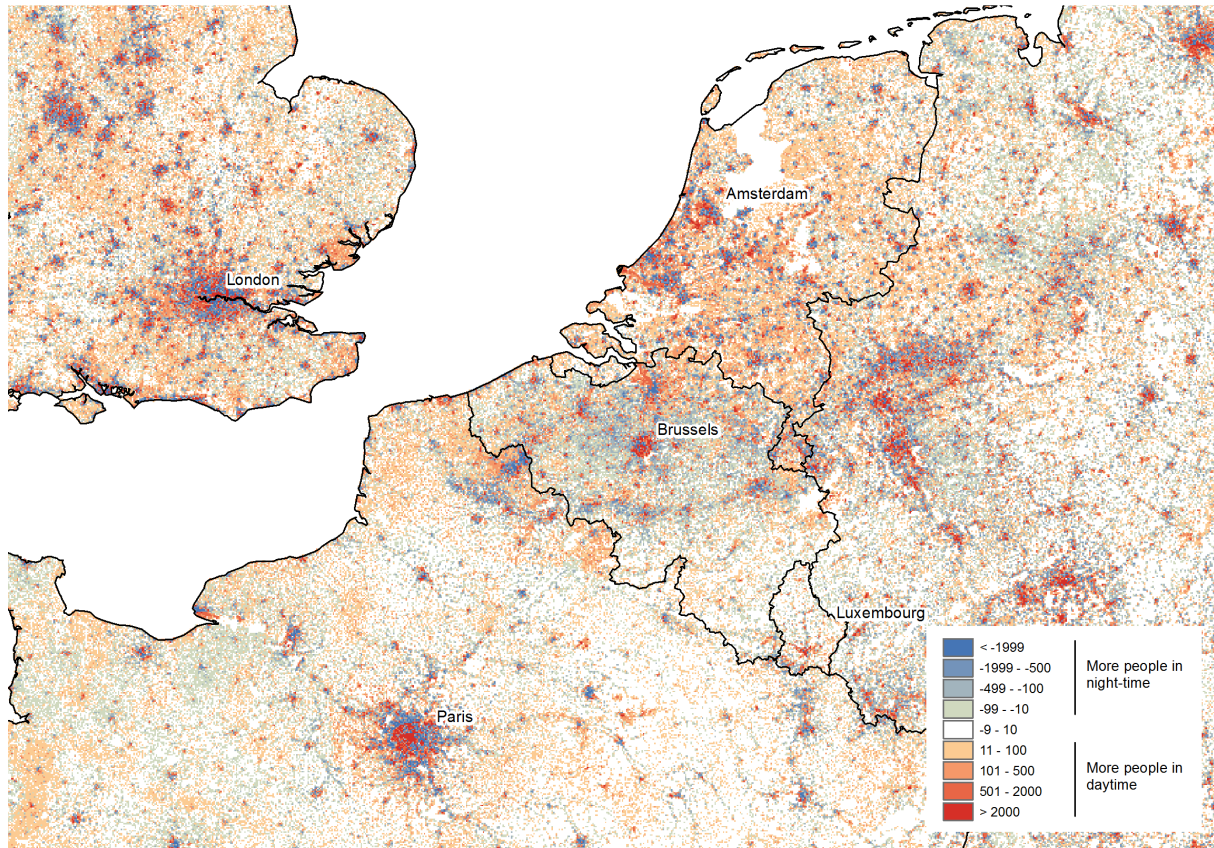 Amsterdam
London
Brussels
Luxembourg
Paris
< -1999
-1999 - -500
-499 - -100
-99 - -10
-9 - 10
11 - 100
101 - 500
501 - 2000
> 2000
More people in
night-time
More people in
daytime